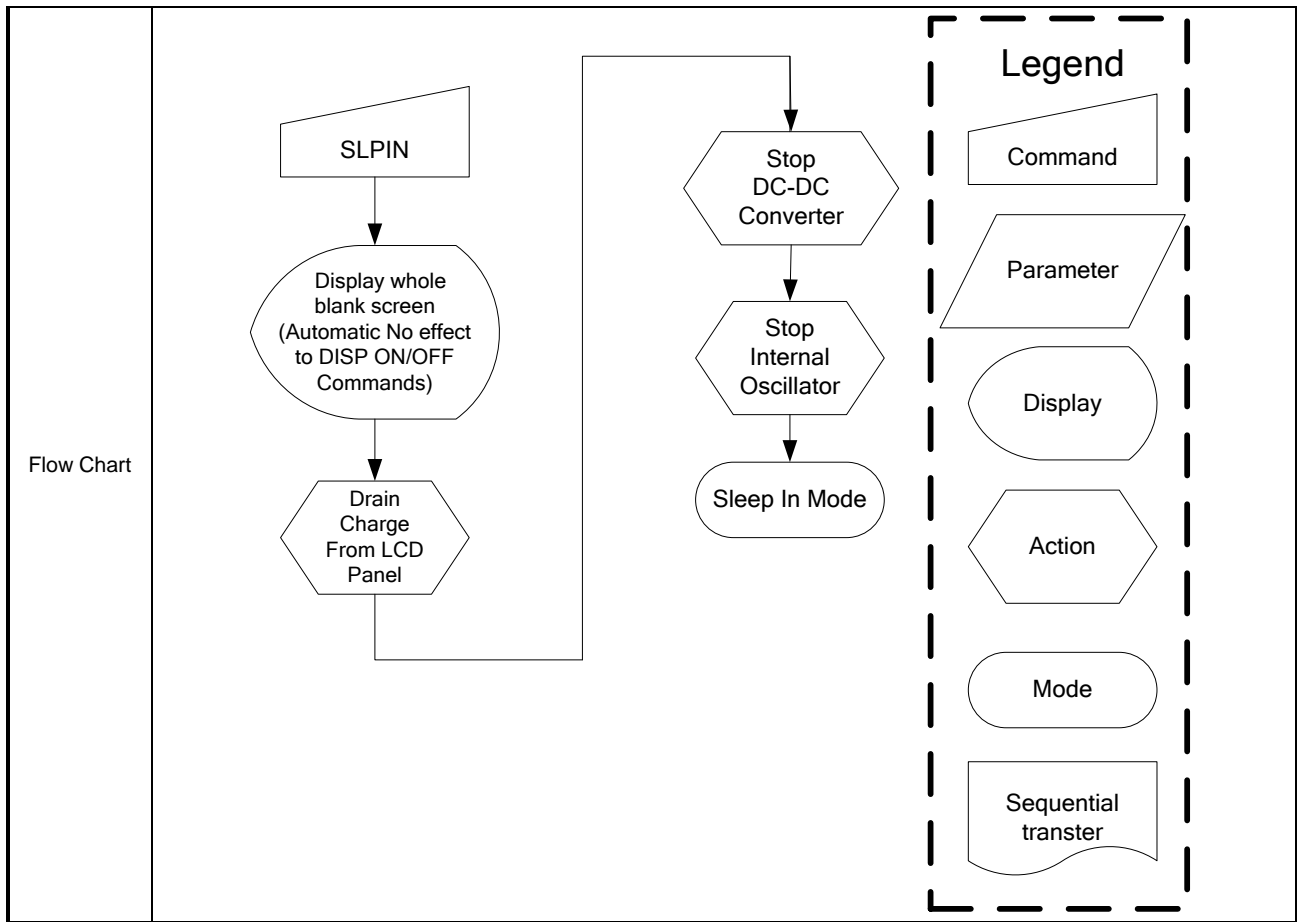 Flow Chart
SLPIN
Display whole
blank screen
(Automatic No effect
to DISP ON/OFF
Commands)
Drain
Charge
From LCD
Panel
Stop
DC-DC
Converter
Stop
Internal
Oscillator
Sleep In Mode
Legend
Command
Parameter
Display
Action
Mode
Sequential
transter